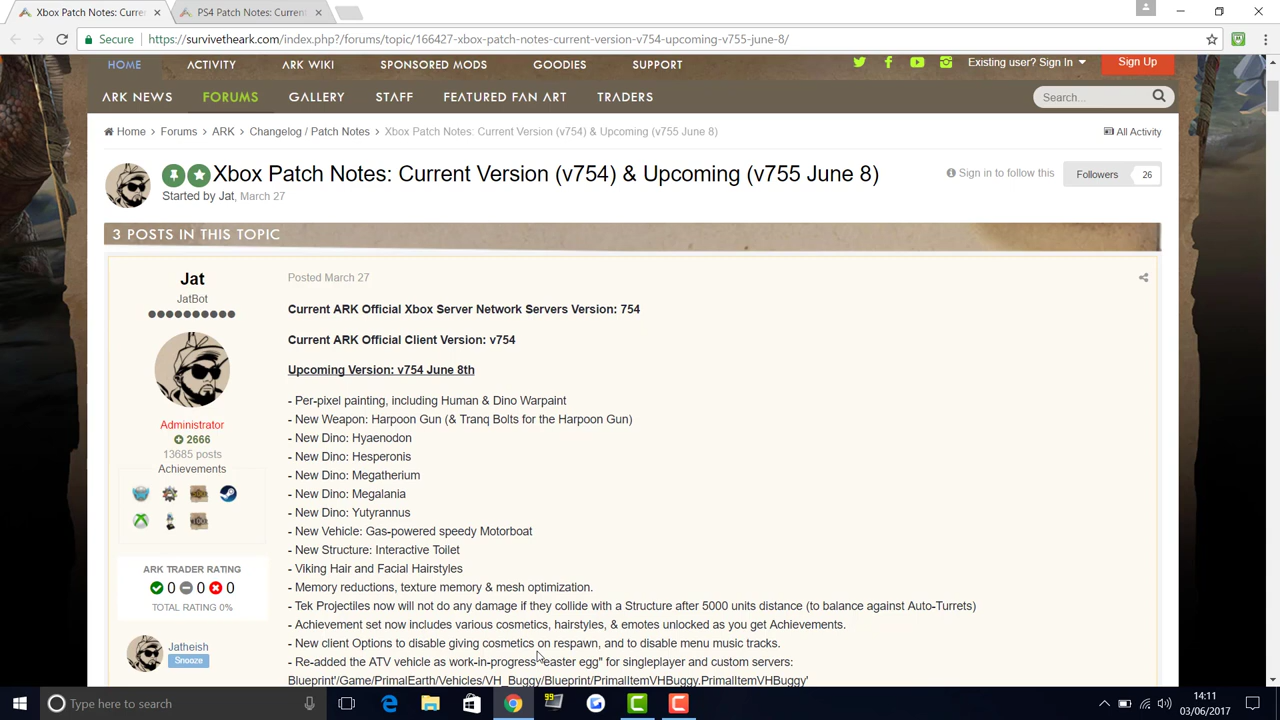 Xbox Patch Notes: Curren
PS4 Patch Notes: Current
Secure https://survivetheark.com/index.php?/forums/topic/166427-xbox-patch-notes-current-version-v754-upcoming-v755-june-8/
HOME ACTIVITY ARK WIKI SPONSORED MODS GOODIES SUPPORT Existing user? Sign In Sign Up
ARK NEWS FORUMS GALLERY STAFF FEATURED FAN ART TRADERS Search...
Home > Forums > ARK > Changelog / Patch Notes > Xbox Patch Notes: Current Version (v754) & Upcoming (v755 June 8) All Activity
Xbox Patch Notes: Current Version (v754) & Upcoming (v755 June 8)
Sign in to follow this Followers 26
Started by Jat, March 27
3 POSTS IN THIS TOPIC
Jat
JatBot
Administrator
2666
13685 posts
Achievements
ARK TRADER RATING
0 0 0
TOTAL RATING 0%
Jatheish
Snooze
Posted March 27
Current ARK Official Xbox Server Network Servers Version: 754
Current ARK Official Client Version: v754
Upcoming Version: v754 June 8th
- Per-pixel painting, including Human & Dino Warpaint
- New Weapon: Harpoon Gun (& Tranq Bolts for the Harpoon Gun)
- New Dino: Hyaenodon
- New Dino: Hesperonis
- New Dino: Megatherium
- New Dino: Megalania
- New Dino: Yutyrannus
- New Vehicle: Gas-powered speedy Motorboat
- New Structure: Interactive Toilet
- Viking Hair and Facial Hairstyles
- Memory reductions, texture memory & mesh optimization.
- Tek Projectiles now will not do any damage if they collide with a Structure after 5000 units distance (to balance against Auto-Turrets)
- Achievement set now includes various cosmetics, hairstyles, & emotes unlocked as you get Achievements.
- New client Options to disable giving cosmetics on respawn, and to disable menu music tracks.
- Re-added the ATV vehicle as work-in-progress "easter egg" for singleplayer and custom servers:
Blueprint'/Game/PrimalEarth/Vehicles/VH_Buggy/Blueprint/PrimalItemVHBuggy.PrimalItemVHBuggy'
Type here to search
99
14:11
03/06/2017